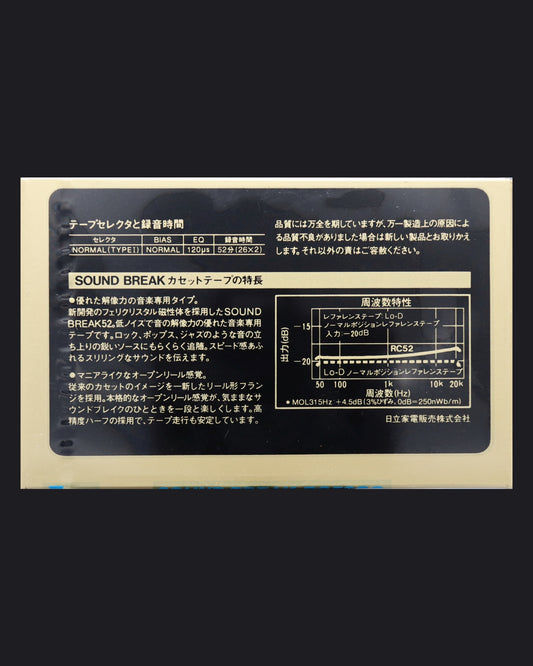 テープセレクタと録音時間
セレクタ BIAS EQ 録音時間
NORMAL(TYPEⅠ) NORMAL 120μs 52分(26×2)
品質には万全を期していますが、万一製造上の原因によ
る品質不良がありました場合は新しい製品とお取りかえ
します。それ以外の責はご容赦ください。
SOUND BREAK カセットテープの特長
●優れた解像力の音楽専用タイプ。
新開発のフェリクリスタル磁性体を採用したSOUND
BREAK52。低ノイズで音の解像力の優れた音楽専用
テープです。ロック、ポップス、ジャズのような音の立
ち上りの鋭いソースにもらくらく追随。スピード感あふ
れるスリリングなサウンドを伝えます。
●マニアライクなオープンリール感覚。
従来のカセットのイメージを一新したリール形フラン
ジを採用。本格的なオープンリール感覚が、気ままなサ
ウンドブレイクのひとときを一段と楽しくします。高
精度ハーフの採用で、テープ走行も安定しています。
周波数特性
レファレンステープ: Lo-D
ノーマルポジションレファレンステープ
入力: −20dB
出力(dB)
−15
−20
RC52
Lo-D ノーマルポジションレファレンステープ
50 100 1k 10k 20k
周波数(Hz)
• MOL315Hz: +4.5dB(3%ひずみ、0dB=250nWb/m)
日立家電販売株式会社